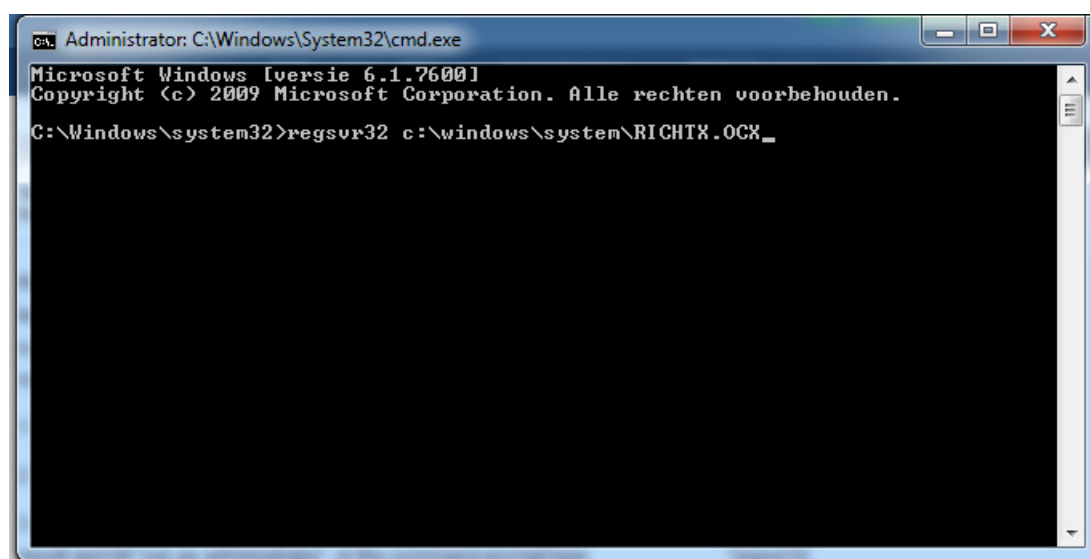 Administrator: C:\Windows\System32\cmd.exe
Microsoft Windows [versie 6.1.7600]
Copyright (c) 2009 Microsoft Corporation. Alle rechten voorbehouden.
C:\Windows\system32>regsvr32 c:\windows\system\RICHTX.OCX_